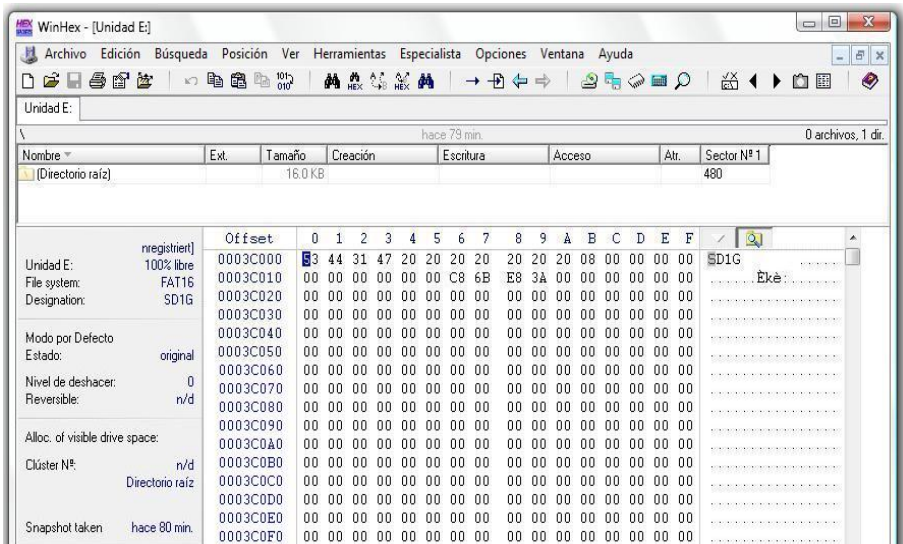 WinHex - [Unidad E:]
Archivo Edición Búsqueda Posición Ver Herramientas Especialista Opciones Ventana Ayuda
Unidad E:
\ hace 79 min. 0 archivos, 1 dir.
Nombre Ext. Tamaño Creación Escritura Acceso Atr. Sector Nº 1
(Directorio raíz) 16.0 KB 480
nregistriert]
Unidad E: 100% libre
File system: FAT16
Designation: SD1G
Modo por Defecto
Estado: original
Nivel de deshacer: 0
Reversible: n/d
Alloc. of visible drive space:
Clúster Nº: n/d
Directorio raíz
Snapshot taken hace 80 min.
Offset 0 1 2 3 4 5 6 7 8 9 A B C D E F
0003C000 53 44 31 47 20 20 20 20 20 20 20 08 00 00 00 00 SD1G .....
0003C010 00 00 00 00 00 00 C8 6B E8 3A 00 00 00 00 00 00 ......Èkè:......
0003C020 00 00 00 00 00 00 00 00 00 00 00 00 00 00 00 00 ................
0003C030 00 00 00 00 00 00 00 00 00 00 00 00 00 00 00 00 ................
0003C040 00 00 00 00 00 00 00 00 00 00 00 00 00 00 00 00 ................
0003C050 00 00 00 00 00 00 00 00 00 00 00 00 00 00 00 00 ................
0003C060 00 00 00 00 00 00 00 00 00 00 00 00 00 00 00 00 ................
0003C070 00 00 00 00 00 00 00 00 00 00 00 00 00 00 00 00 ................
0003C080 00 00 00 00 00 00 00 00 00 00 00 00 00 00 00 00 ................
0003C090 00 00 00 00 00 00 00 00 00 00 00 00 00 00 00 00 ................
0003C0A0 00 00 00 00 00 00 00 00 00 00 00 00 00 00 00 00 ................
0003C0B0 00 00 00 00 00 00 00 00 00 00 00 00 00 00 00 00 ................
0003C0C0 00 00 00 00 00 00 00 00 00 00 00 00 00 00 00 00 ................
0003C0D0 00 00 00 00 00 00 00 00 00 00 00 00 00 00 00 00 ................
0003C0E0 00 00 00 00 00 00 00 00 00 00 00 00 00 00 00 00 ................
0003C0F0 00 00 00 00 00 00 00 00 00 00 00 00 00 00 00 00 ................